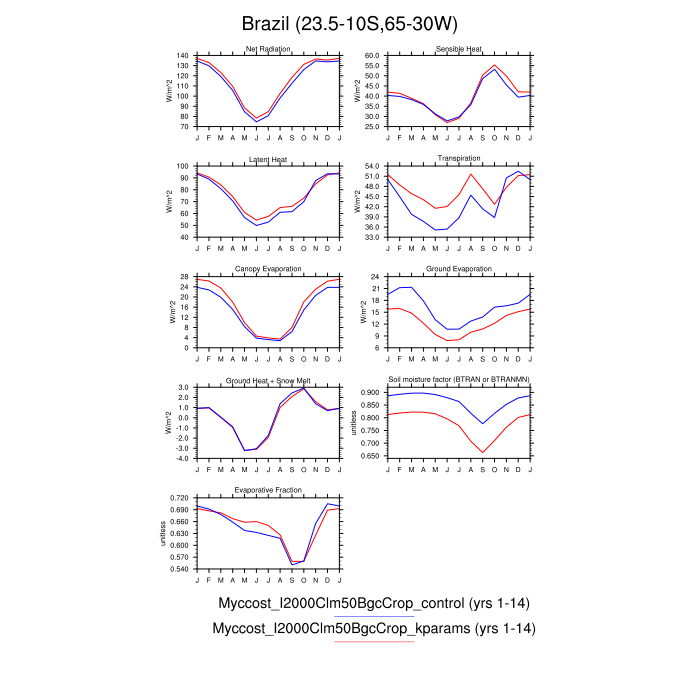 Brazil (23.5-10S,65-30W)
Net Radiation
W/m^2
140
130
120
110
100
90
80
70
J F M A M J J A S O N D J
Sensible Heat
W/m^2
60.0
55.0
50.0
45.0
40.0
35.0
30.0
25.0
J F M A M J J A S O N D J
Latent Heat
W/m^2
100
90
80
70
60
50
40
J F M A M J J A S O N D J
Transpiration
W/m^2
54.0
51.0
48.0
45.0
42.0
39.0
36.0
33.0
J F M A M J J A S O N D J
Canopy Evaporation
W/m^2
28
24
20
16
12
8
4
0
J F M A M J J A S O N D J
Ground Evaporation
W/m^2
24
21
18
15
12
9
6
J F M A M J J A S O N D J
Ground Heat + Snow Melt
W/m^2
3.0
2.0
1.0
0.0
-1.0
-2.0
-3.0
-4.0
J F M A M J J A S O N D J
Soil moisture factor (BTRAN or BTRANMN)
unitless
0.900
0.850
0.800
0.750
0.700
0.650
J F M A M J J A S O N D J
Evaporative Fraction
unitless
0.720
0.690
0.660
0.630
0.600
0.570
0.540
J F M A M J J A S O N D J
Myccost_I2000Clm50BgcCrop_control (yrs 1-14)
Myccost_I2000Clm50BgcCrop_kparams (yrs 1-14)